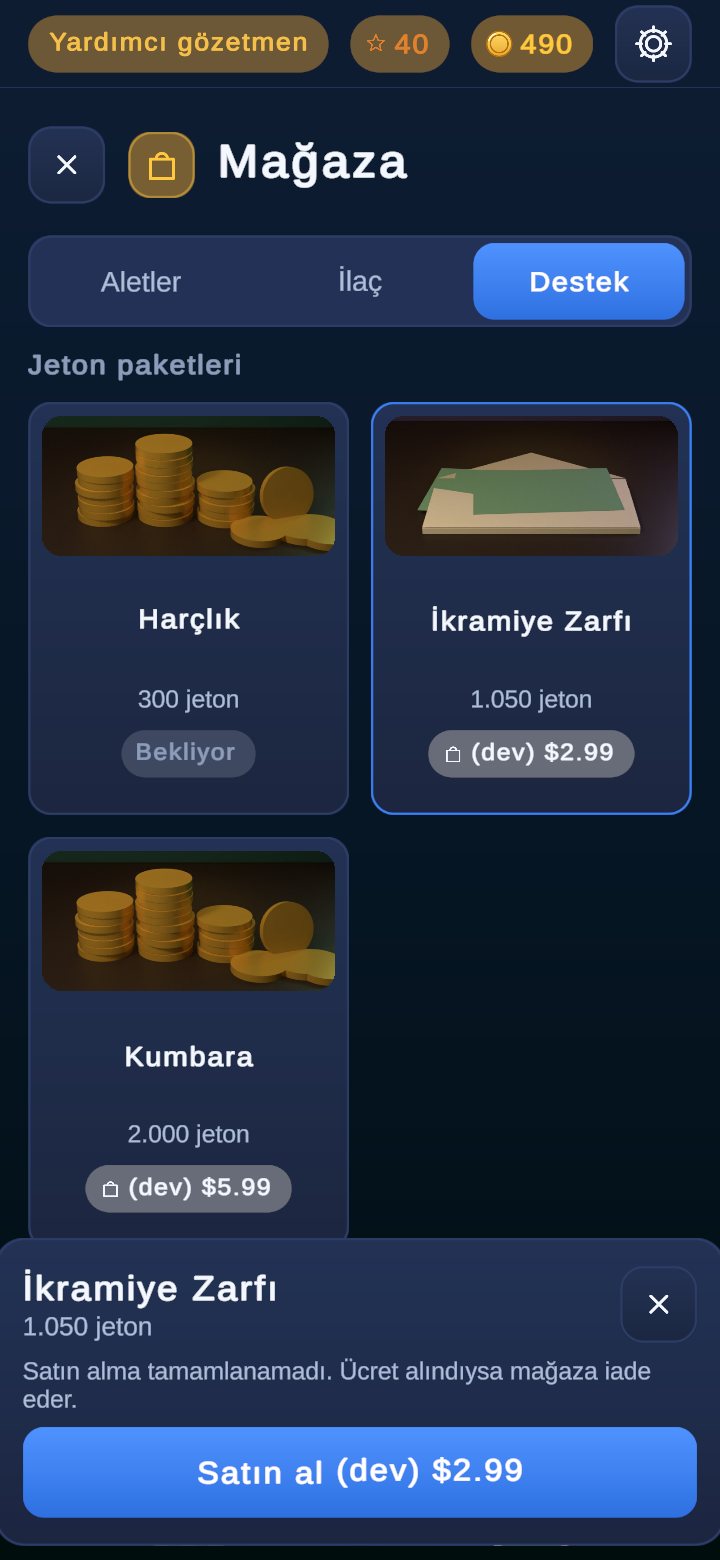 Yardımcı gözetmen
40
490
Mağaza
Aletler
İlaç
Destek
Jeton paketleri
Harçlık
300 jeton
Bekliyor
İkramiye Zarfı
1.050 jeton
(dev) $2.99
Kumbara
2.000 jeton
(dev) $5.99
İkramiye Zarfı
1.050 jeton
Satın alma tamamlanamadı. Ücret alındıysa mağaza iade
eder.
Satın al (dev) $2.99